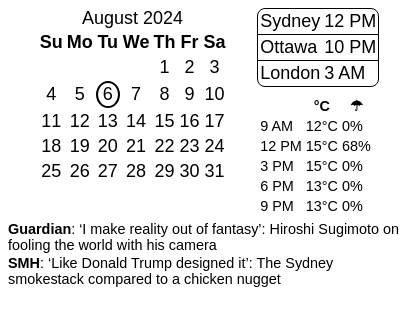 August 2024
Su Mo Tu We Th Fr Sa
1 2 3
4 5 6 7 8 9 10
11 12 13 14 15 16 17
18 19 20 21 22 23 24
25 26 27 28 29 30 31
Sydney 12 PM
Ottawa 10 PM
London 3 AM
°C ☂
9 AM 12°C 0%
12 PM 15°C 68%
3 PM 15°C 0%
6 PM 13°C 0%
9 PM 13°C 0%
Guardian: ‘I make reality out of fantasy’: Hiroshi Sugimoto on
fooling the world with his camera
SMH: ‘Like Donald Trump designed it’: The Sydney
smokestack compared to a chicken nugget